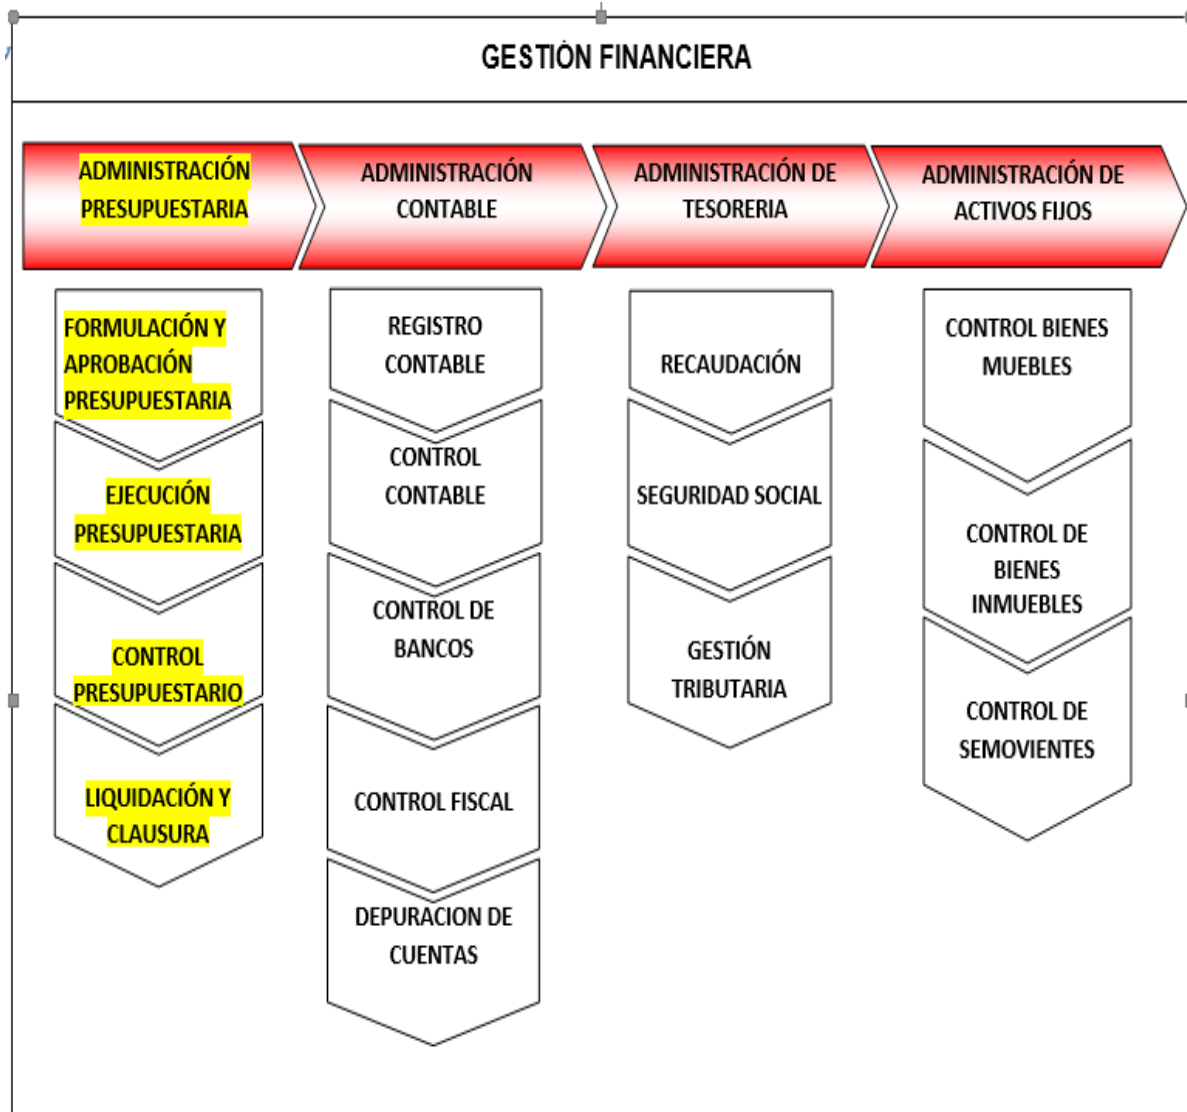 GESTIÓN FINANCIERA
ADMINISTRACIÓN
PRESUPUESTARIA
ADMINISTRACIÓN
CONTABLE
ADMINISTRACIÓN DE
TESORERIA
ADMINISTRACIÓN DE
ACTIVOS FIJOS
FORMULACIÓN Y
APROBACIÓN
PRESUPUESTARIA
EJECUCIÓN
PRESUPUESTARIA
CONTROL
PRESUPUESTARIO
LIQUIDACIÓN Y
CLAUSURA
REGISTRO
CONTABLE
CONTROL
CONTABLE
CONTROL DE
BANCOS
CONTROL FISCAL
DEPURACION DE
CUENTAS
RECAUDACIÓN
SEGURIDAD SOCIAL
GESTIÓN
TRIBUTARIA
CONTROL BIENES
MUEBLES
CONTROL DE
BIENES
INMUEBLES
CONTROL DE
SEMOVIENTES